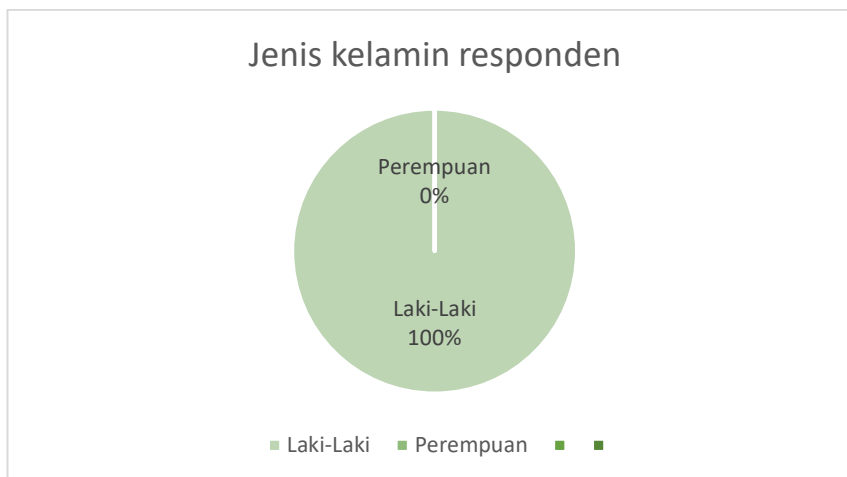 Jenis kelamin responden
Perempuan
0%
Laki-Laki
100%
Laki-Laki Perempuan